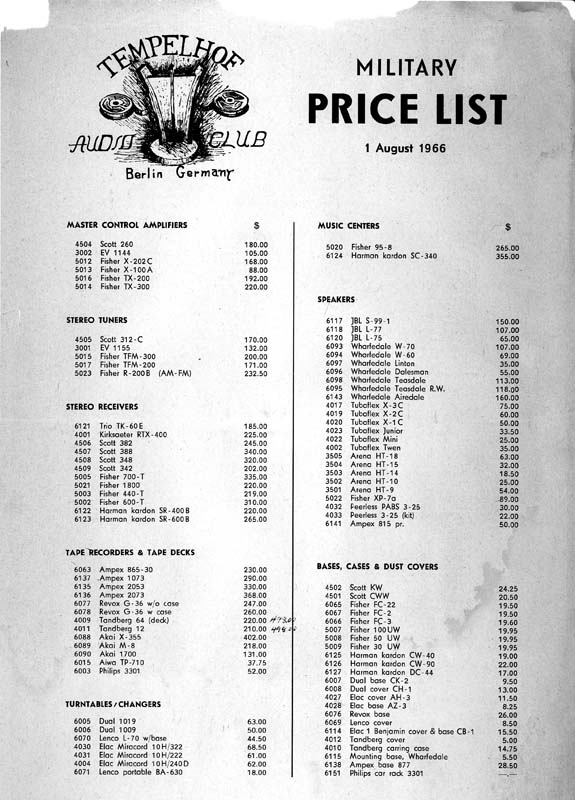 TEMPELHOF
AUDIO CLUB
Berlin Germany
MILITARY
PRICE LIST
1 August 1966
MASTER CONTROL AMPLIFIERS $
4504 Scott 260 180.00
3002 EV 1144 105.00
5012 Fisher X-202C 168.00
5013 Fisher X-100A 88.00
5016 Fisher TX-200 192.00
5014 Fisher TX-300 220.00
STEREO TUNERS
4505 Scott 312-C 170.00
3001 EV 1155 132.00
5015 Fisher TFM-300 200.00
5017 Fisher TFM-200 171.00
5023 Fisher R-200B (AM-FM) 232.50
STEREO RECEIVERS
6121 Trio TK-60E 185.00
4001 Kirksaeter RTX-400 225.00
4506 Scott 382 245.00
4507 Scott 388 340.00
4508 Scott 348 320.00
4509 Scott 342 202.00
5005 Fisher 700-T 335.00
5021 Fisher 1800 220.00
5003 Fisher 440-T 219.00
5002 Fisher 600-T 310.00
6122 Harman kardon SR-400B 220.00
6123 Harman kardon SR-600B 265.00
TAPE RECORDERS & TAPE DECKS
6063 Ampex 865-30 230.00
6137 Ampex 1073 290.00
6135 Ampex 2053 330.00
6136 Ampex 2073 368.00
6077 Revox G-36 w/o case 247.00
6078 Revox G-36 w case 260.00
4009 Tandberg 64 (deck) 220.00
4011 Tandberg 12 210.00
6088 Akai X-355 402.00
6089 Akai M-8 218.00
6090 Akai 1700 131.00
6015 Aiwa TP-710 37.75
6003 Philips 3301 52.00
TURNTABLES/CHANGERS
6005 Dual 1019 63.00
6006 Dual 1009 50.00
6070 Lenco L-70 w/base 44.50
4030 Elac Miracord 10H/322 68.50
4031 Elac Miracord 10H/222 61.00
4004 Elac Miracord 10H/240D 62.00
6071 Lenco portable BA-630 18.00
MUSIC CENTERS $
5020 Fisher 95-8 265.00
6124 Harman kardon SC-340 355.00
SPEAKERS
6117 JBL S-99-1 150.00
6118 JBL L-77 107.00
6120 JBL L-75 65.00
6093 Wharfedale W-70 107.00
6094 Wharfedale W-60 69.00
6097 Wharfedale Linton 35.00
6096 Wharfedale Dalesman 55.00
6098 Wharfedale Teasdale 113.00
6095 Wharfedale Teasdale R.W. 118.00
6143 Wharfedale Airedale 160.00
4017 Tubaflex X-3C 75.00
4019 Tubaflex X-2C 60.00
4020 Tubaflex X-1C 50.00
4023 Tubaflex Junior 33.50
4022 Tubaflex Mini 25.00
4002 Tubaflex Twen 35.00
3505 Arena HT-18 63.00
3504 Arena HT-15 32.00
3503 Arena HT-14 18.50
3502 Arena HT-10 25.00
3501 Arena HT-9 54.00
5022 Fisher XP-7a 89.00
4032 Peerless PABS 3-25 30.00
4033 Peerless 3-25 (kit) 22.00
6141 Ampex 815 pr. 50.00
BASES, CASES & DUST COVERS
4502 Scott KW 24.25
4501 Scott CWW 20.50
6065 Fisher FC-22 19.50
6067 Fisher FC-2 19.50
6066 Fisher FC-3 19.60
5007 Fisher 100UW 19.95
5008 Fisher 50 UW 19.95
5009 Fisher 30 UW 19.95
6125 Harman kardon CW-40 19.00
6126 Harman kardon CW-90 22.00
6127 Harman kardon DC-44 17.00
6007 Dual base CK-2 9.50
6008 Dual cover CH-1 13.00
4027 Elac cover AH-3 11.50
4028 Elac base AZ-3 8.25
6076 Revox base 26.00
6069 Lenco cover 8.50
6114 Elac 1 Benjamin cover & base CB-1 15.50
4012 Tandberg cover 5.00
4010 Tandberg carring case 14.75
6115 Mounting base, Wharfedale 5.50
6138 Ampex base 877 28.50
6151 Philips car rack 3301 —.—